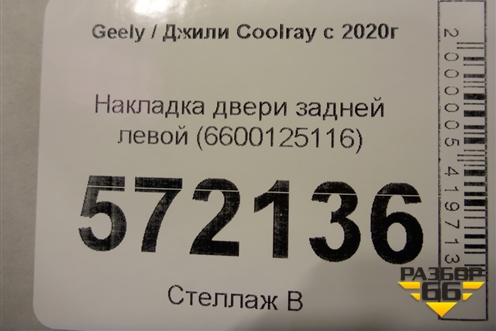 Geely / Джили Coolray с 2020г
Накладка двери задней
левой (6600125116)
572136
Стеллаж В
2000005419713
РАЗБОР
66